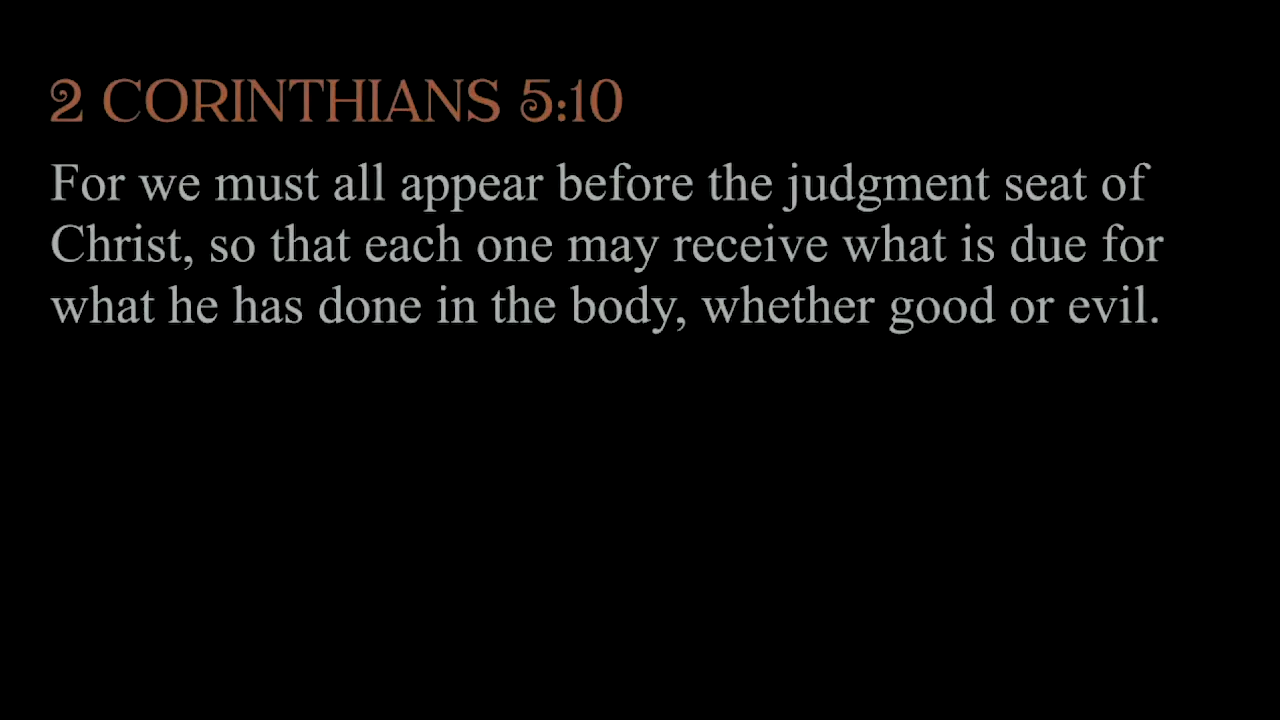 2 CORINTHIANS 5:10
For we must all appear before the judgment seat of
Christ, so that each one may receive what is due for
what he has done in the body, whether good or evil.